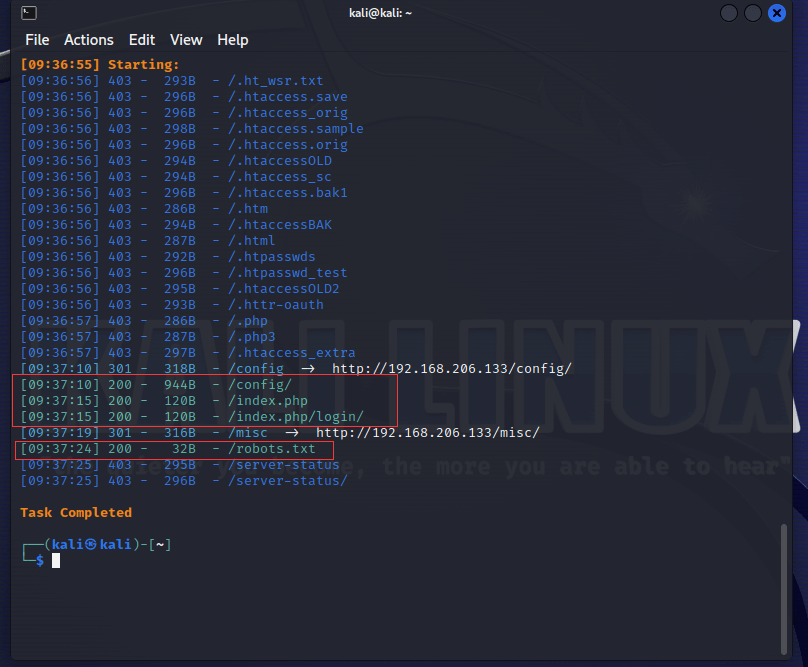 kali@kali: ~
File Actions Edit View Help
[09:36:55] Starting:
[09:36:56] 403 - 293B - /.ht_wsr.txt
[09:36:56] 403 - 296B - /.htaccess.save
[09:36:56] 403 - 296B - /.htaccess_orig
[09:36:56] 403 - 298B - /.htaccess.sample
[09:36:56] 403 - 296B - /.htaccess.orig
[09:36:56] 403 - 294B - /.htaccessOLD
[09:36:56] 403 - 294B - /.htaccess_sc
[09:36:56] 403 - 296B - /.htaccess.bak1
[09:36:56] 403 - 286B - /.htm
[09:36:56] 403 - 294B - /.htaccessBAK
[09:36:56] 403 - 287B - /.html
[09:36:56] 403 - 292B - /.htpasswds
[09:36:56] 403 - 296B - /.htpasswd_test
[09:36:56] 403 - 295B - /.htaccessOLD2
[09:36:56] 403 - 293B - /.httr-oauth
[09:36:57] 403 - 286B - /.php
[09:36:57] 403 - 287B - /.php3
[09:36:57] 403 - 297B - /.htaccess_extra
[09:37:10] 301 - 318B - /config → http://192.168.206.133/config/
[09:37:10] 200 - 944B - /config/
[09:37:15] 200 - 120B - /index.php
[09:37:15] 200 - 120B - /index.php/login/
[09:37:19] 301 - 316B - /misc → http://192.168.206.133/misc/
[09:37:24] 200 - 32B - /robots.txt
[09:37:25] 403 - 295B - /server-status
[09:37:25] 403 - 296B - /server-status/
KALI LINUX
the more you are able to hear"
Task Completed
┌──(kali㉿kali)-[~]
└─$